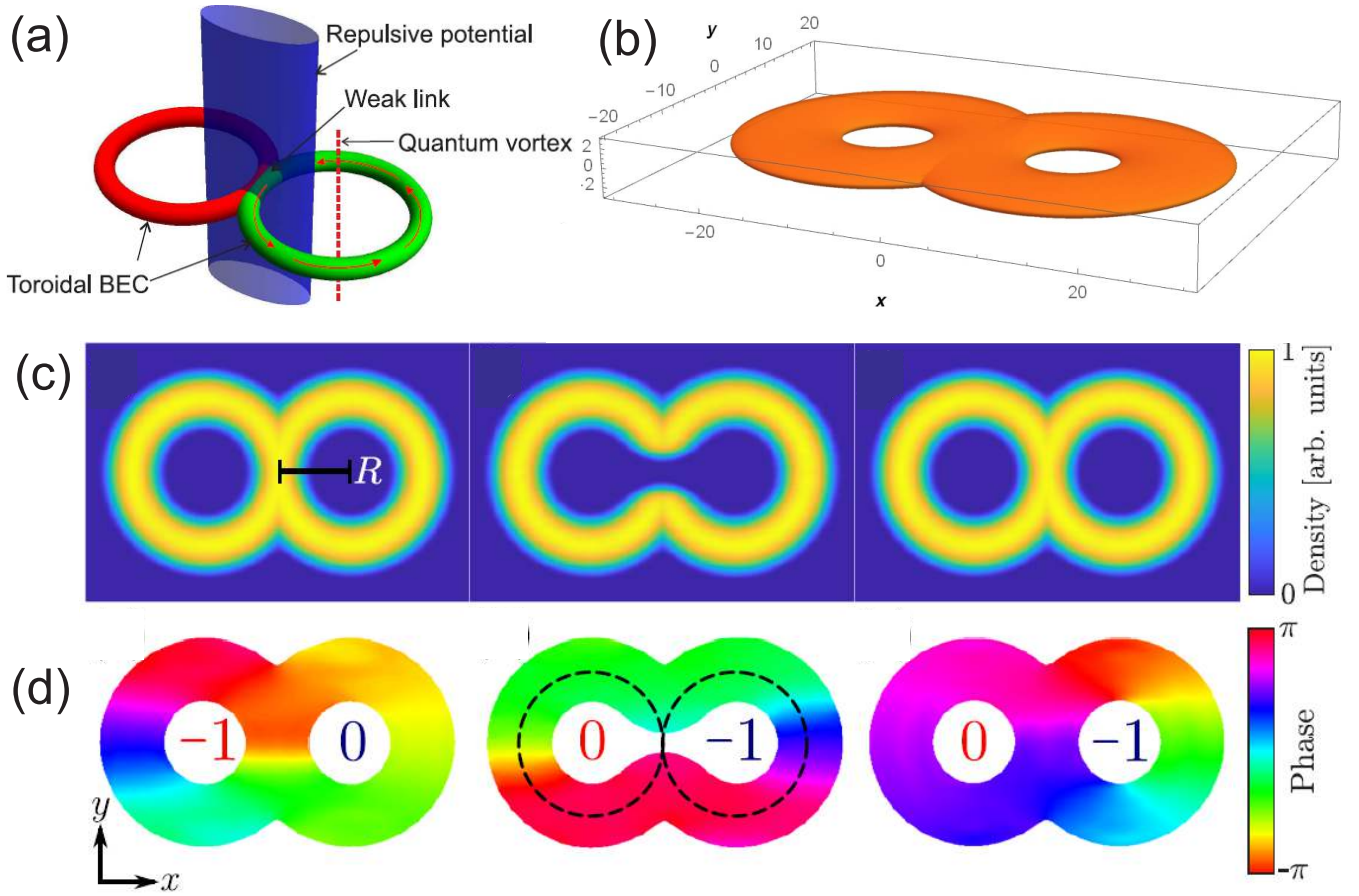 (a)
Repulsive potential
Weak link
Quantum vortex
Toroidal BEC
(b)
y
20
10
0
-10
-20
2
0
-2
-20
0
20
x
(c)
R
1
0
Density [arb. units]
(d)
-1
0
0
-1
0
-1
y
x
π
-π
Phase